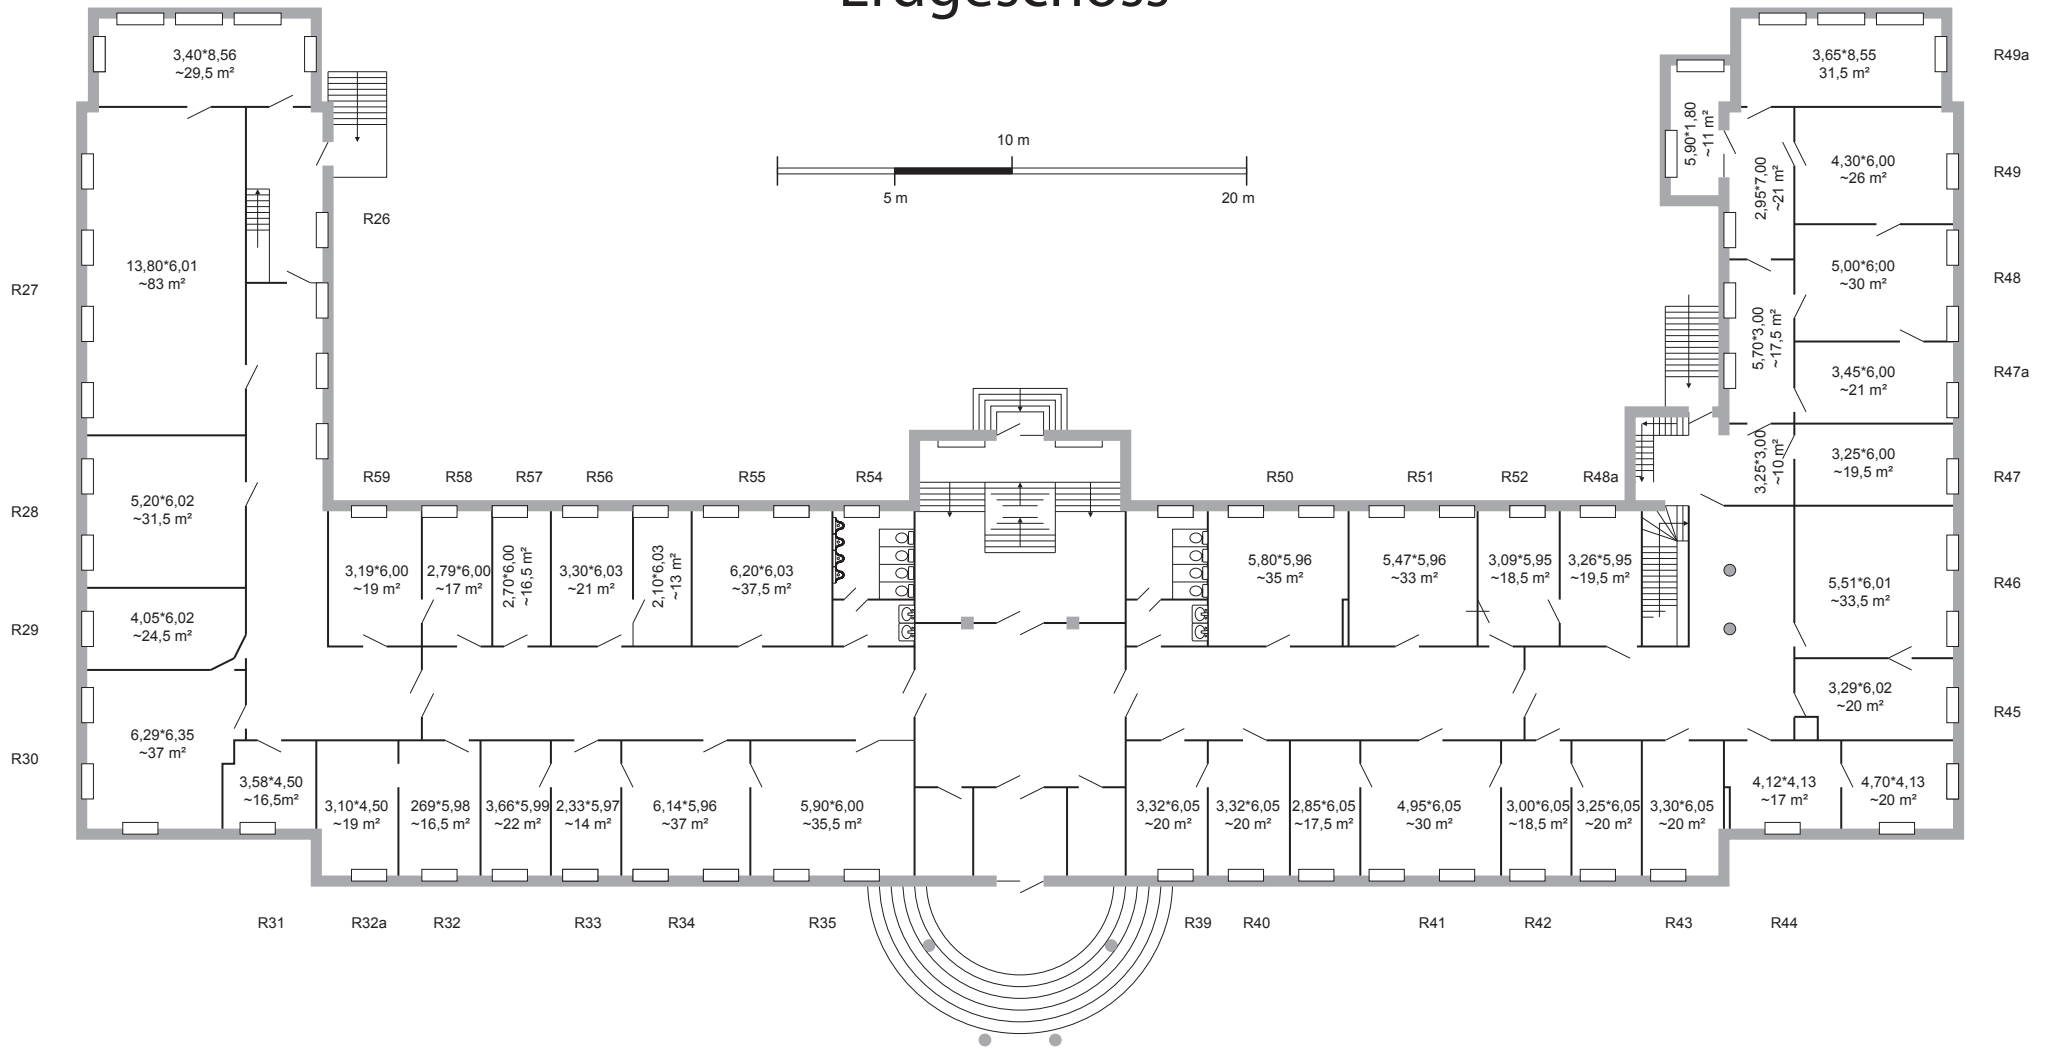 Erdgeschoss
3,40*8,56
~29,5 m²
3,65*8,55
31,5 m²
R49a
5,90*1,80
~11 m²
10 m
5 m
20 m
2,95*7,00
~21 m²
4,30*6,00
~26 m²
R49
R26
R27
13,80*6,01
~83 m²
5,00*6,00
~30 m²
R48
5,70*3,00
~17,5 m²
3,45*6,00
~21 m²
R47a
3,25*3,00
~10 m²
3,25*6,00
~19,5 m²
R47
R59
R58
R57
R56
R55
R54
R50
R51
R52
R48a
R28
5,20*6,02
~31,5 m²
3,19*6,00
~19 m²
2,79*6,00
~17 m²
2,70*6,00
~16,5 m²
3,30*6,03
~21 m²
2,10*6,03
~13 m²
6,20*6,03
~37,5 m²
5,80*5,96
~35 m²
5,47*5,96
~33 m²
3,09*5,95
~18,5 m²
3,26*5,95
~19,5 m²
5,51*6,01
~33,5 m²
R46
R29
4,05*6,02
~24,5 m²
3,29*6,02
~20 m²
R45
R30
6,29*6,35
~37 m²
3,58*4,50
~16,5m²
3,10*4,50
~19 m²
269*5,98
~16,5 m²
3,66*5,99
~22 m²
2,33*5,97
~14 m²
6,14*5,96
~37 m²
5,90*6,00
~35,5 m²
3,32*6,05
~20 m²
3,32*6,05
~20 m²
2,85*6,05
~17,5 m²
4,95*6,05
~30 m²
3,00*6,05
~18,5 m²
3,25*6,05
~20 m²
3,30*6,05
~20 m²
4,12*4,13
~17 m²
4,70*4,13
~20 m²
R31
R32a
R32
R33
R34
R35
R39
R40
R41
R42
R43
R44